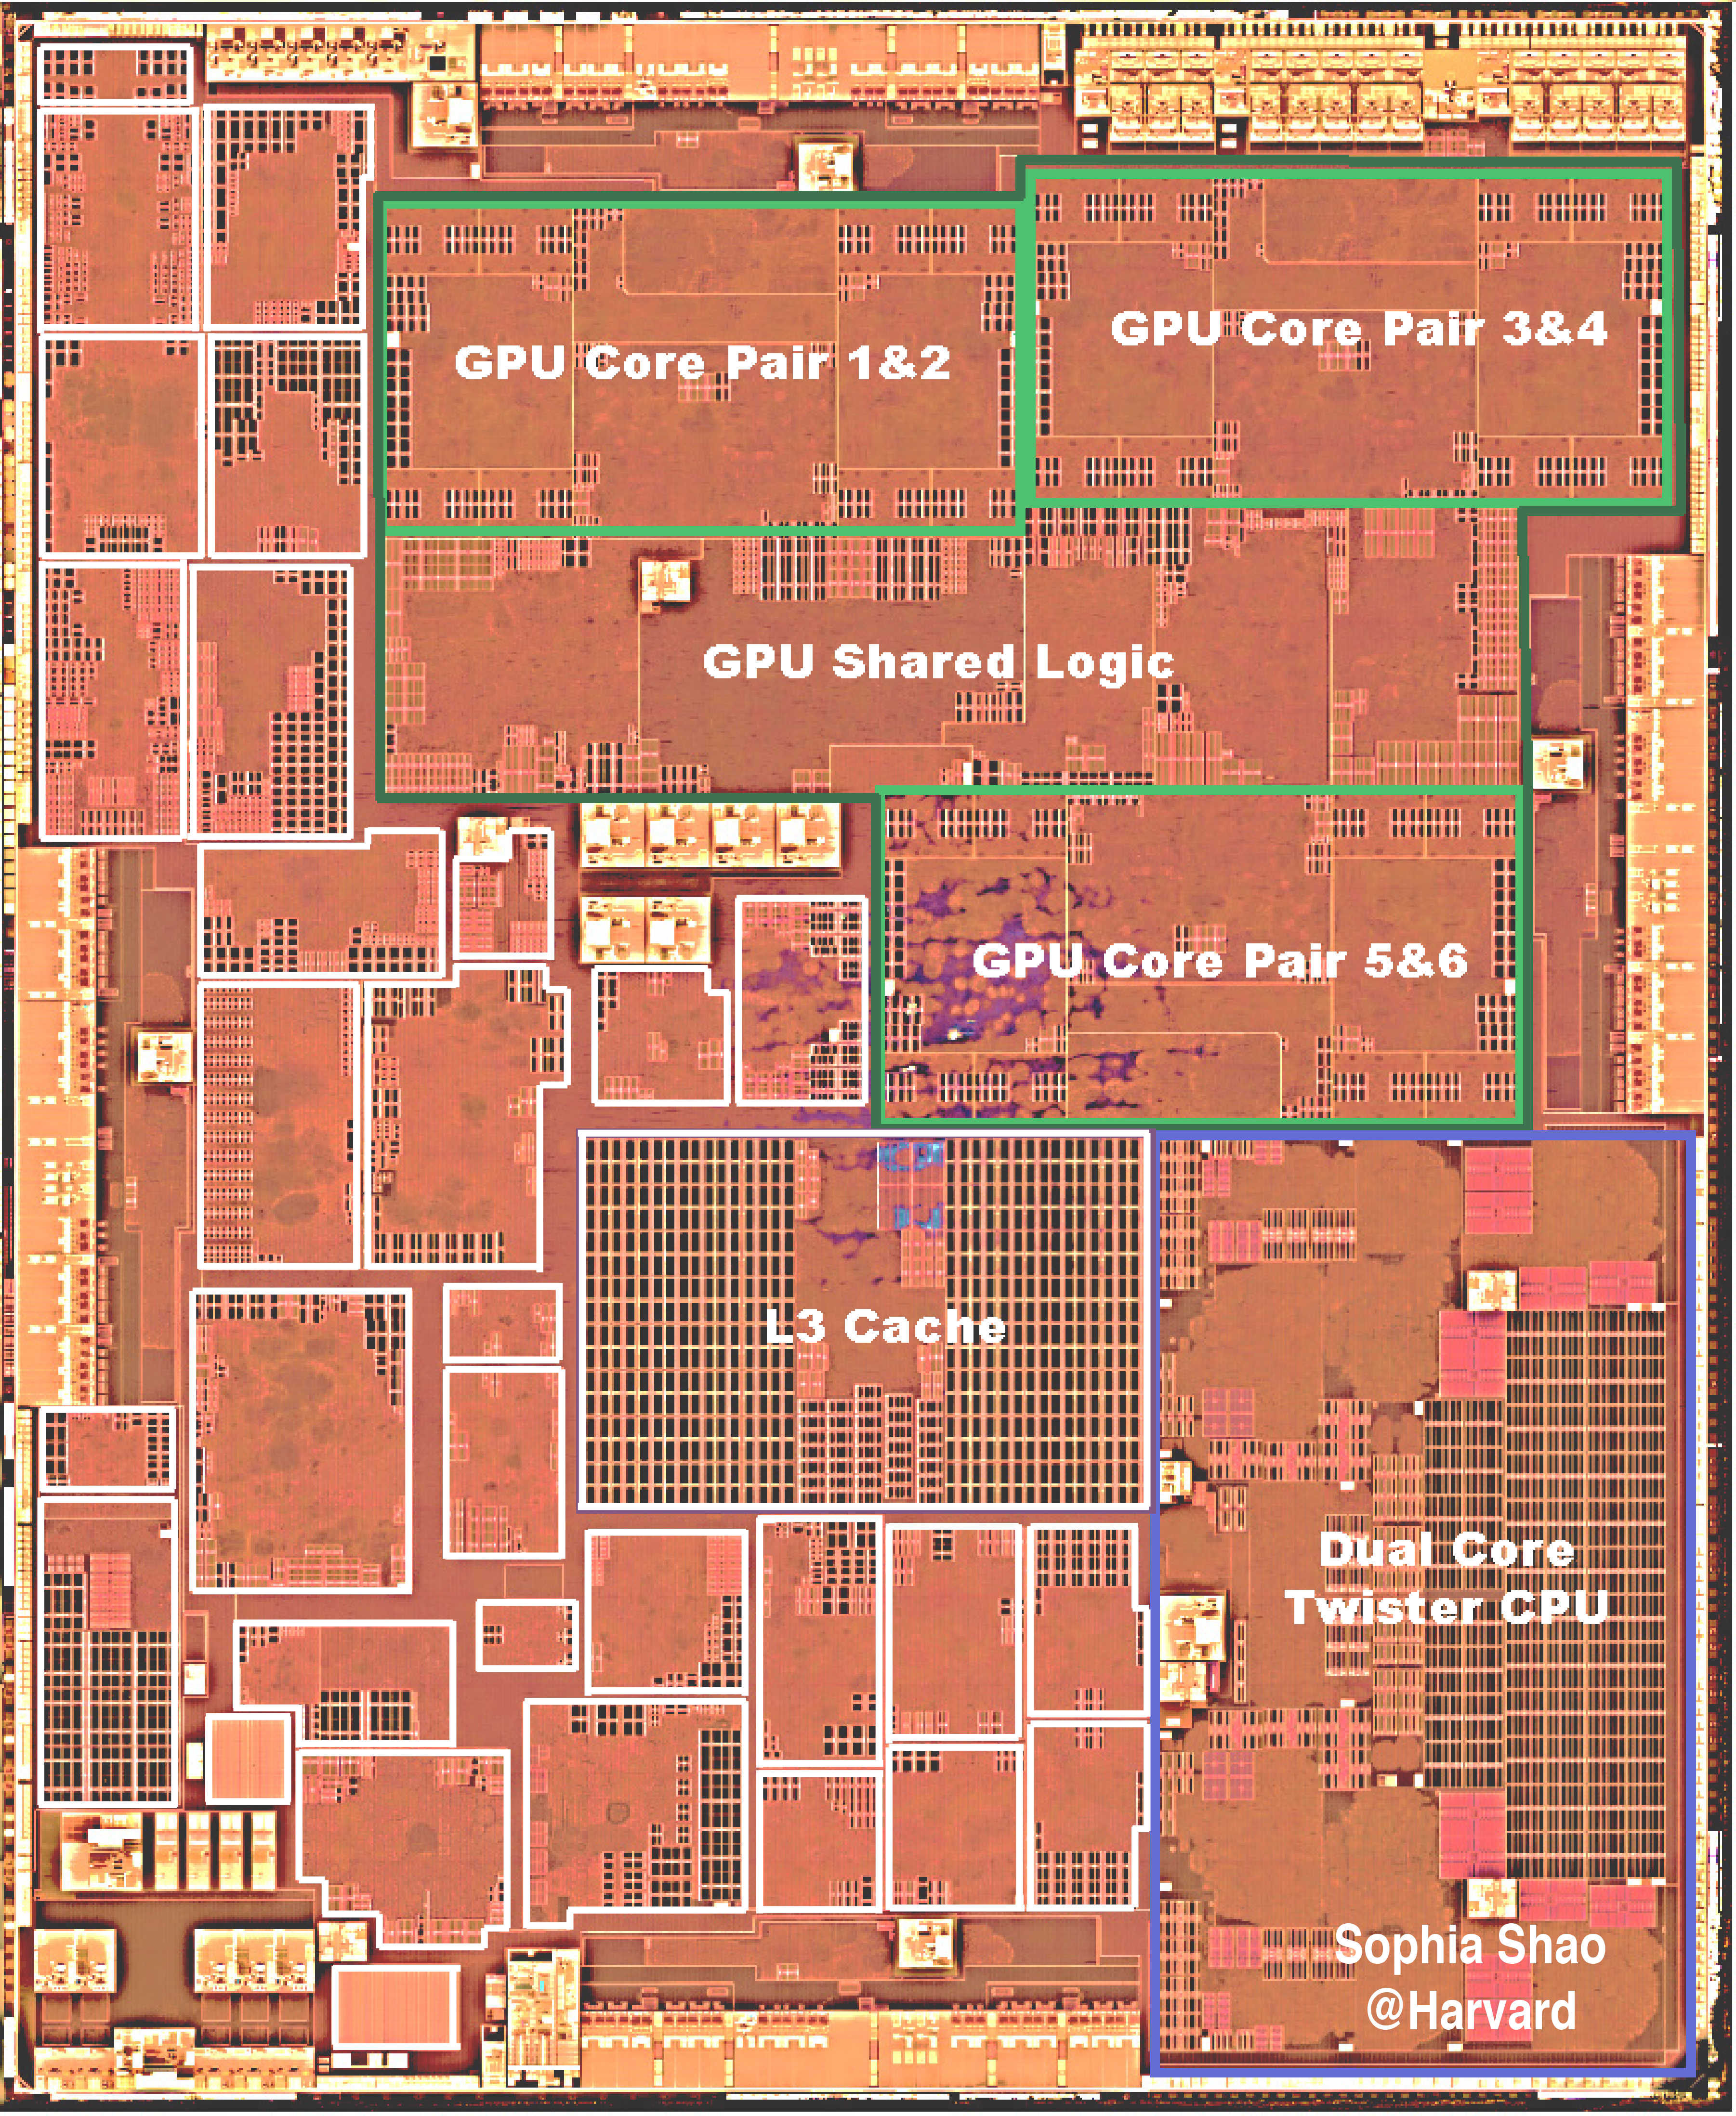 GPU Core Pair 3&4
GPU Core Pair 1&2
GPU Shared Logic
GPU Core Pair 5&6
L3 Cache
Dual Core
Twister CPU
Sophia Shao
@Harvard